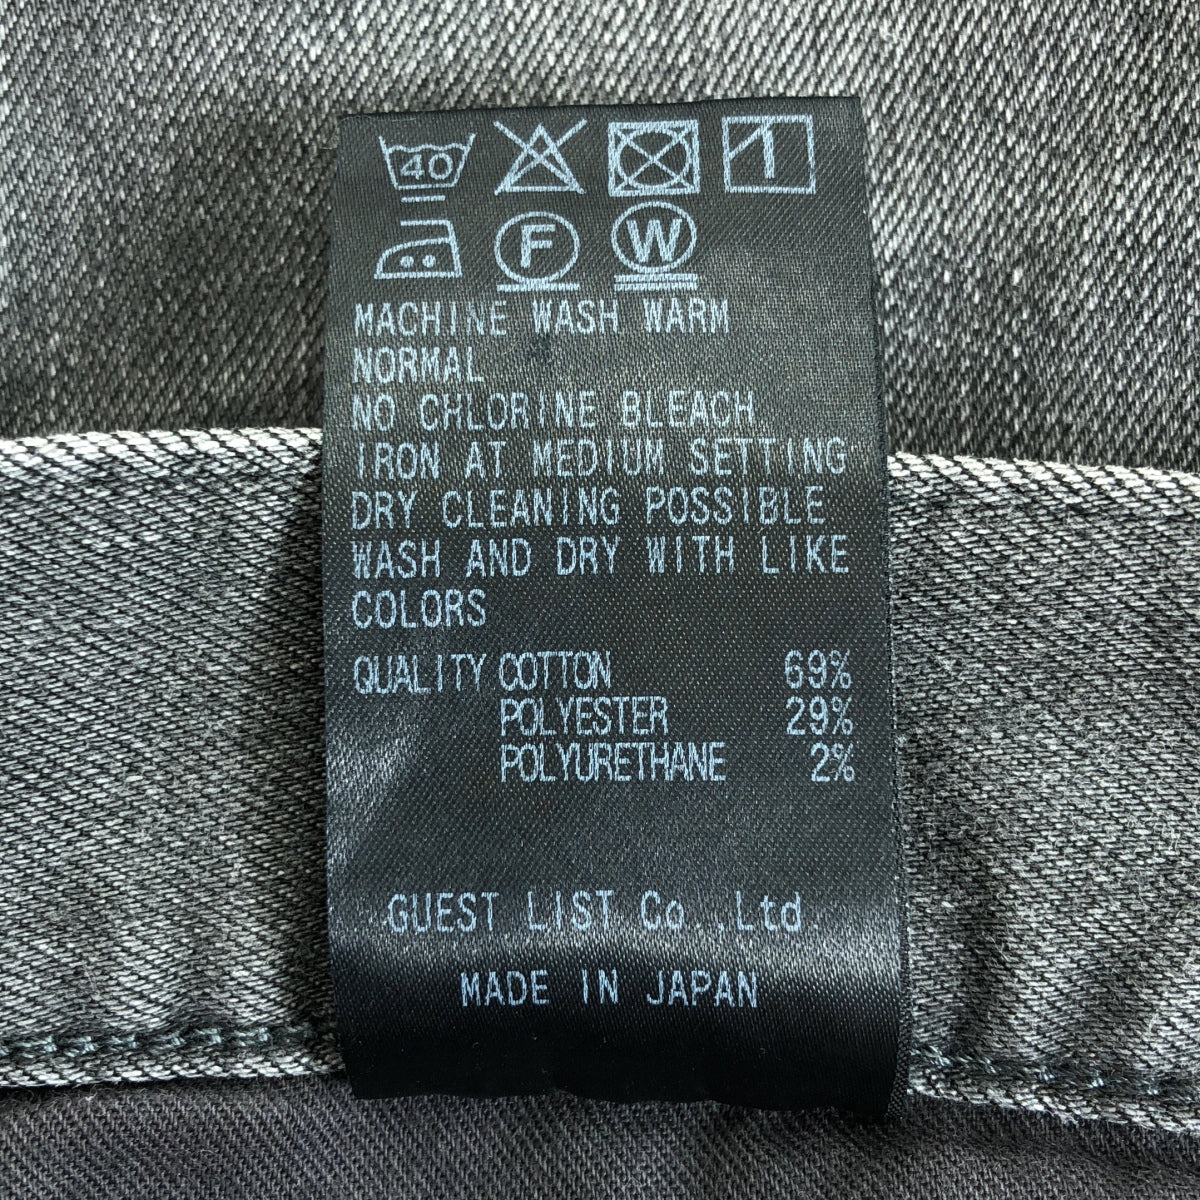 40
F W
MACHINE WASH WARM
NORMAL
NO CHLORINE BLEACH
IRON AT MEDIUM SETTING
DRY CLEANING POSSIBLE
WASH AND DRY WITH LIKE
COLORS
QUALITY COTTON 69%
POLYESTER 29%
POLYURETHANE 2%
GUEST LIST Co.,Ltd.
MADE IN JAPAN